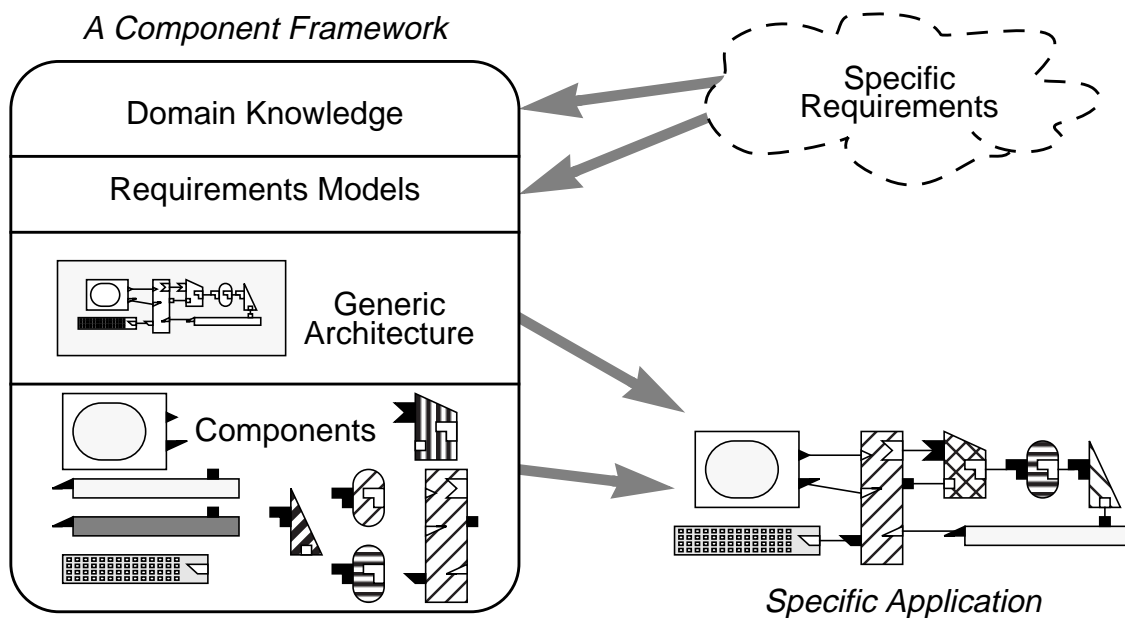 A Component Framework
Domain Knowledge
Requirements Models
Generic
Architecture
Components
Specific
Requirements
Specific Application